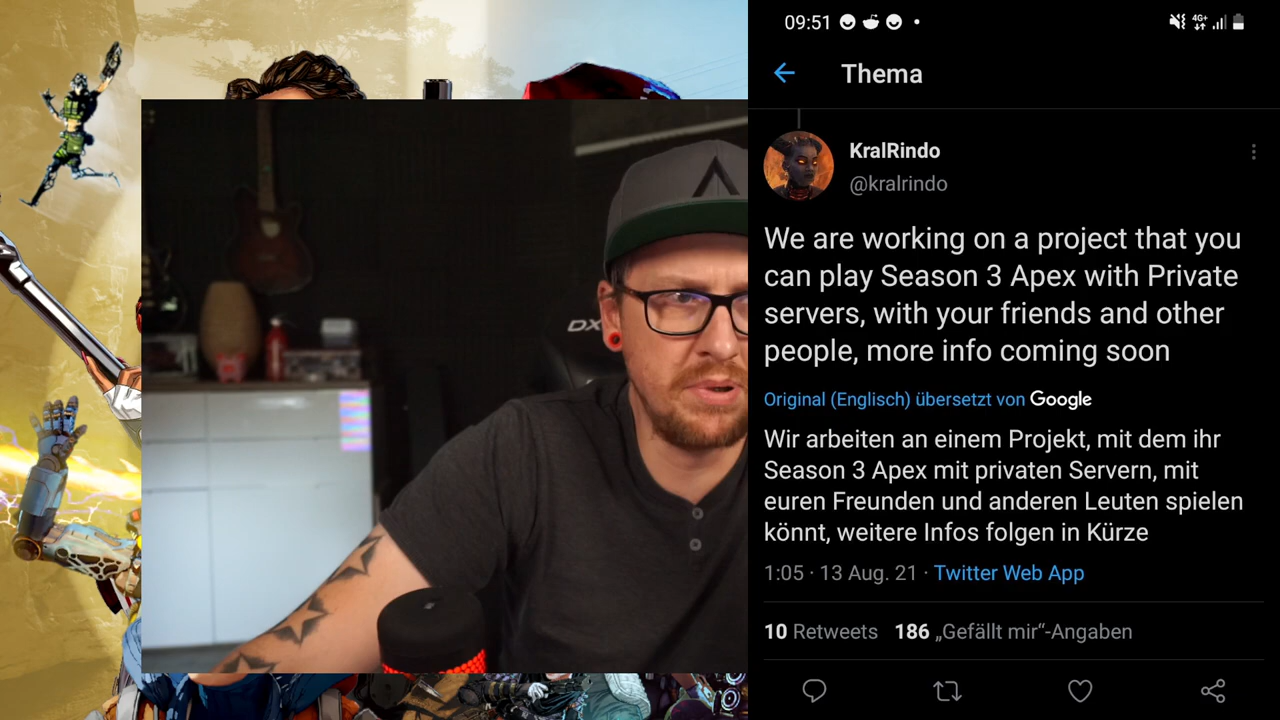 DX
09:51
4G+
Thema
KralRindo
@kralrindo
We are working on a project that you
can play Season 3 Apex with Private
servers, with your friends and other
people, more info coming soon
Original (Englisch) übersetzt von Google
Wir arbeiten an einem Projekt, mit dem ihr
Season 3 Apex mit privaten Servern, mit
euren Freunden und anderen Leuten spielen
könnt, weitere Infos folgen in Kürze
1:05 · 13 Aug. 21 · Twitter Web App
10 Retweets 186 „Gefällt mir“-Angaben